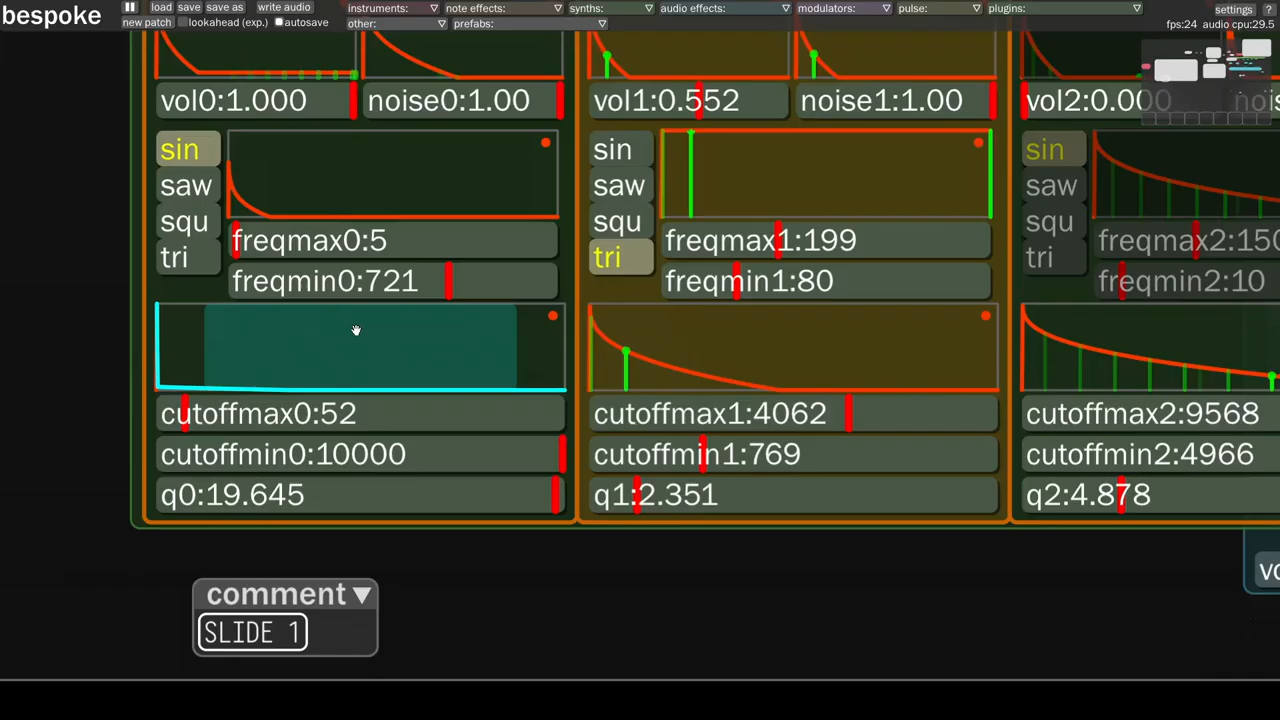 bespoke
load save save as write audio
new patch lookahead (exp.) autosave
instruments: note effects: synths: audio effects: modulators: pulse: plugins:
other: prefabs:
settings ?
fps:24 audio cpu:29.5
vol0:1.000 noise0:1.00 vol1:0.552 noise1:1.00 vol2:0.000
sin sin sin
saw saw saw
squ squ squ
tri tri tri
freqmax0:5 freqmax1:199
freqmin0:721 freqmin1:80 freqmin2:10
cutoffmax0:52 cutoffmax1:4062 cutoffmax2:9568
cutoffmin0:10000 cutoffmin1:769 cutoffmin2:4966
q0:19.645 q1:2.351 q2:4.878
comment
SLIDE 1